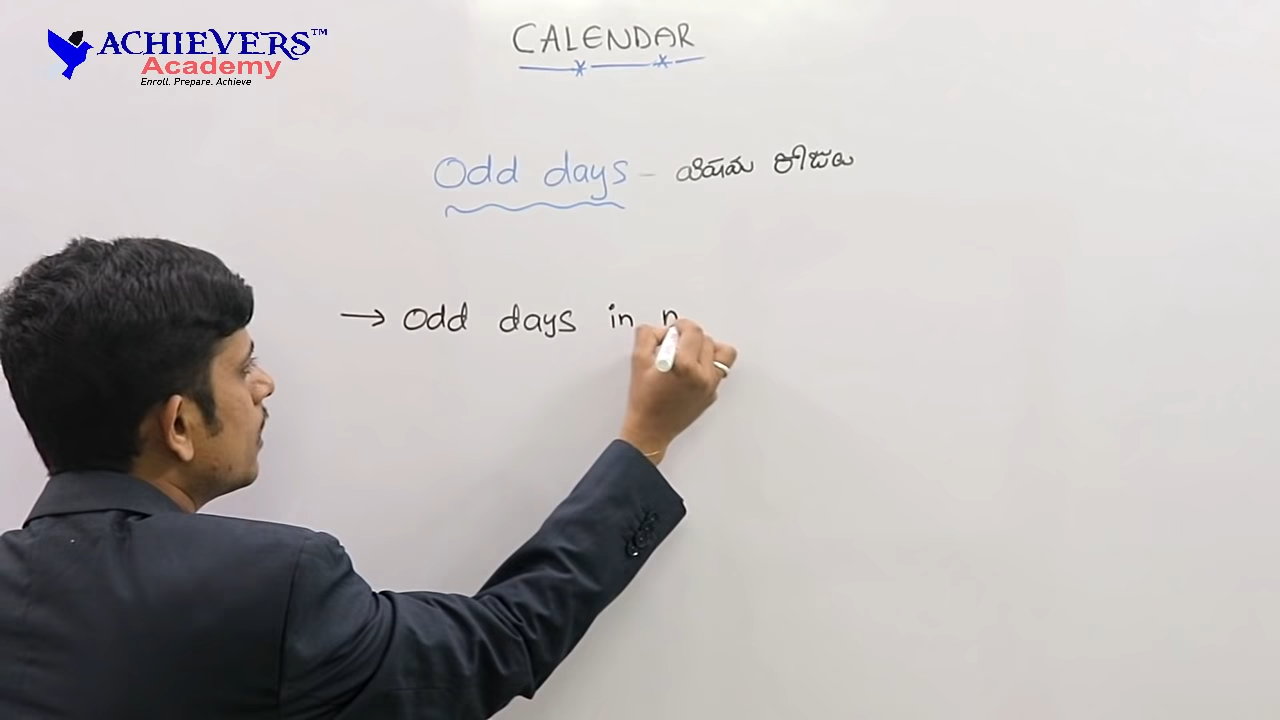 ACHIEVERS™
Academy
Enroll. Prepare. Achieve
CALENDAR
Odd days - విషమ రోజులు
→ Odd days in n